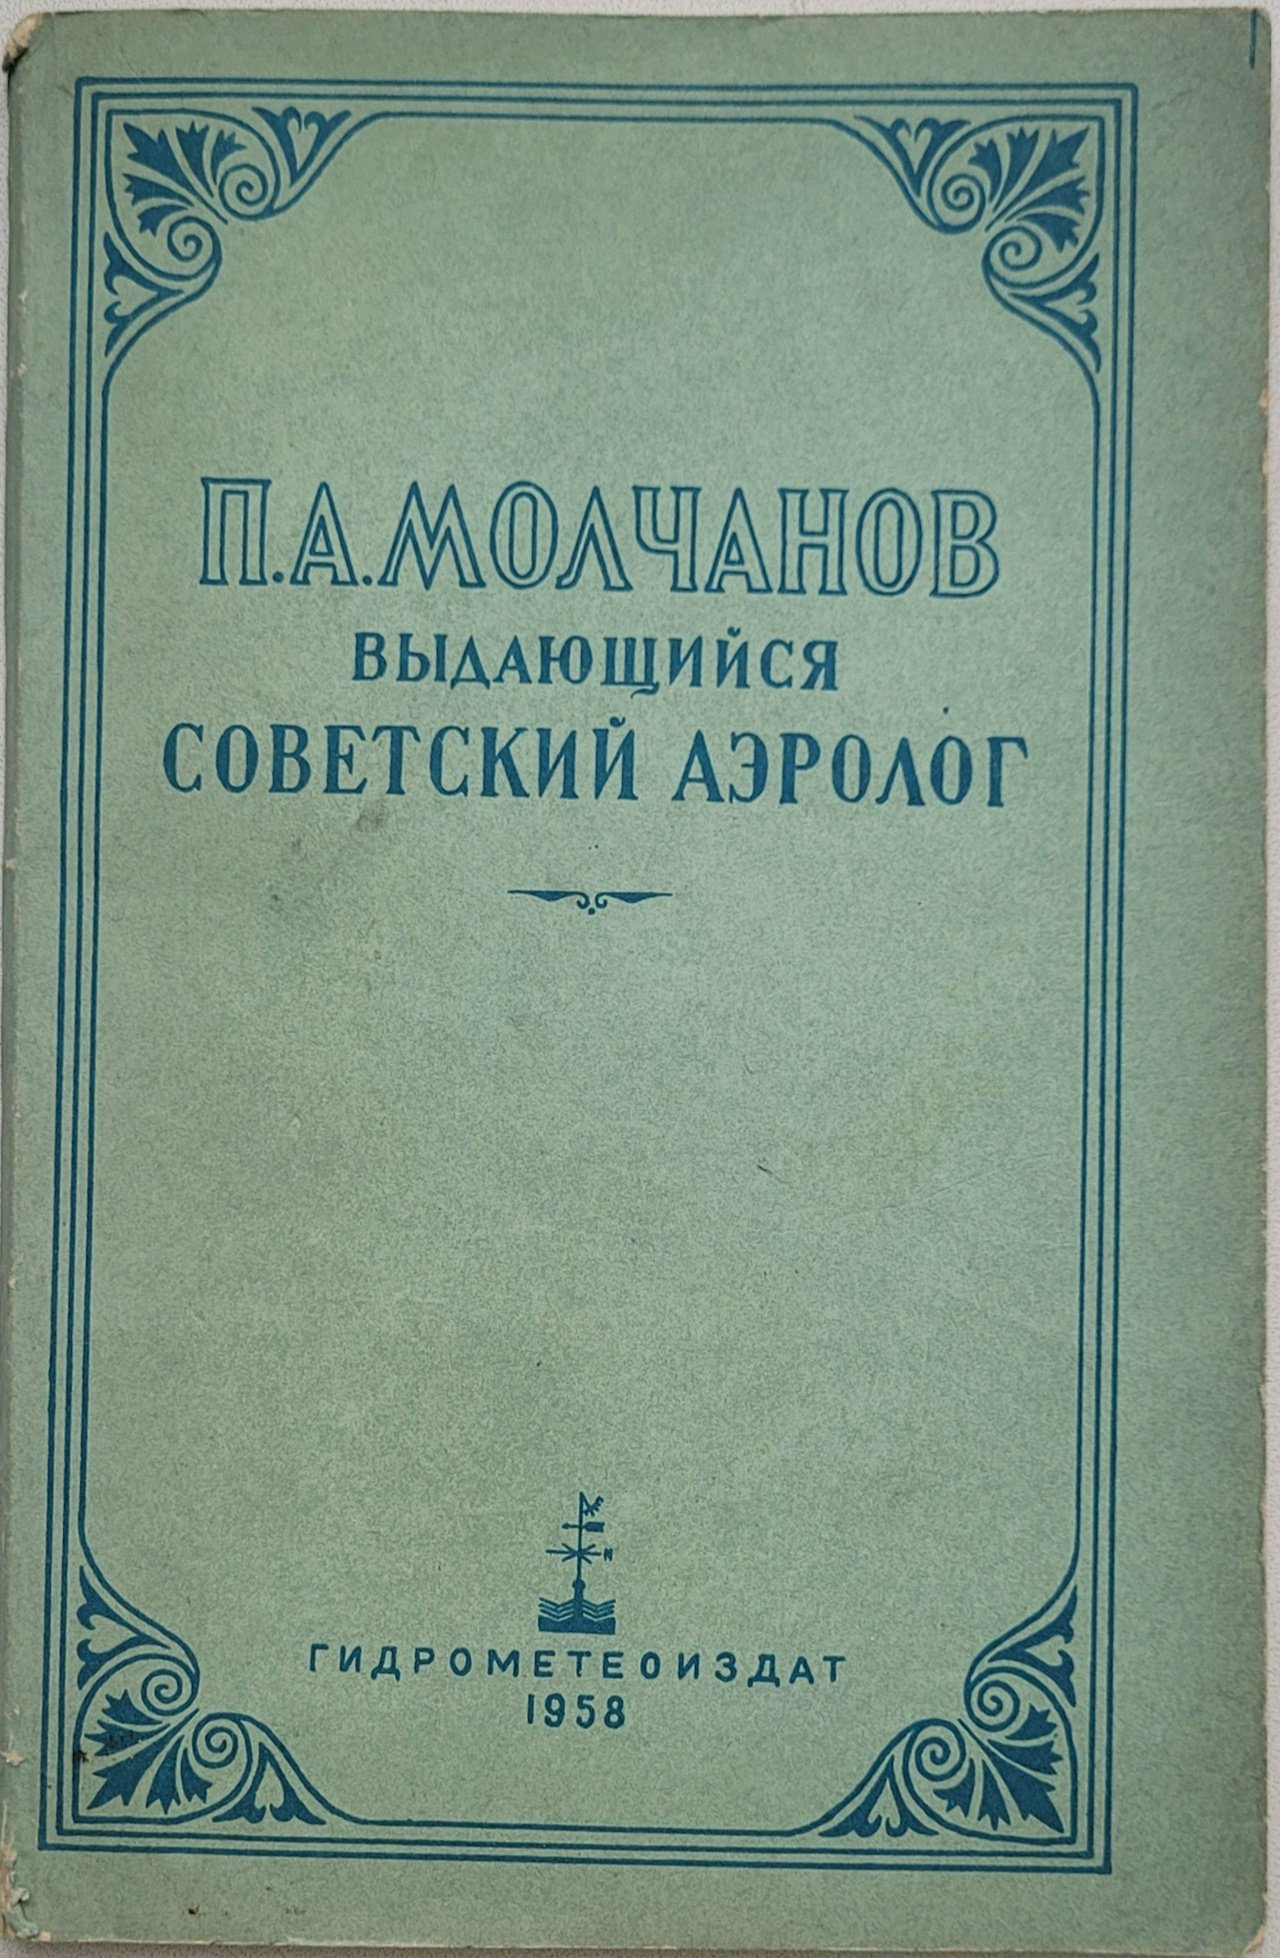 П.А.МОЛЧАНОВ
ВЫДАЮЩИЙСЯ
СОВЕТСКИЙ АЭРОЛОГ
N
ГИДРОМЕТЕОИЗДАТ
1958